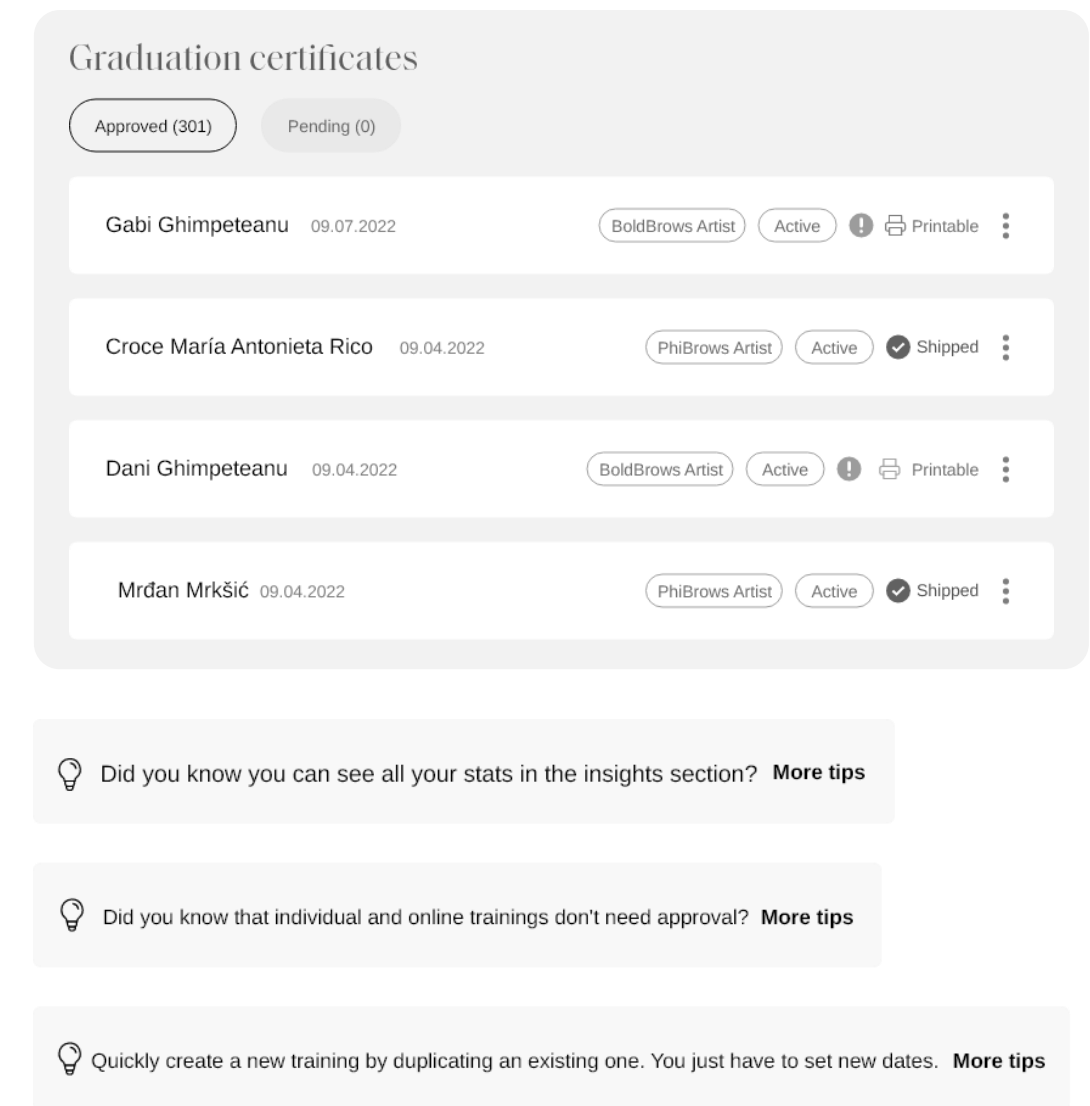 Graduation certificates
Approved (301) Pending (0)
Gabi Ghimpeteanu 09.07.2022 BoldBrows Artist Active Printable
Croce María Antonieta Rico 09.04.2022 PhiBrows Artist Active Shipped
Dani Ghimpeteanu 09.04.2022 BoldBrows Artist Active Printable
Mrđan Mrkšić 09.04.2022 PhiBrows Artist Active Shipped
Did you know you can see all your stats in the insights section? More tips
Did you know that individual and online trainings don't need approval? More tips
Quickly create a new training by duplicating an existing one. You just have to set new dates. More tips